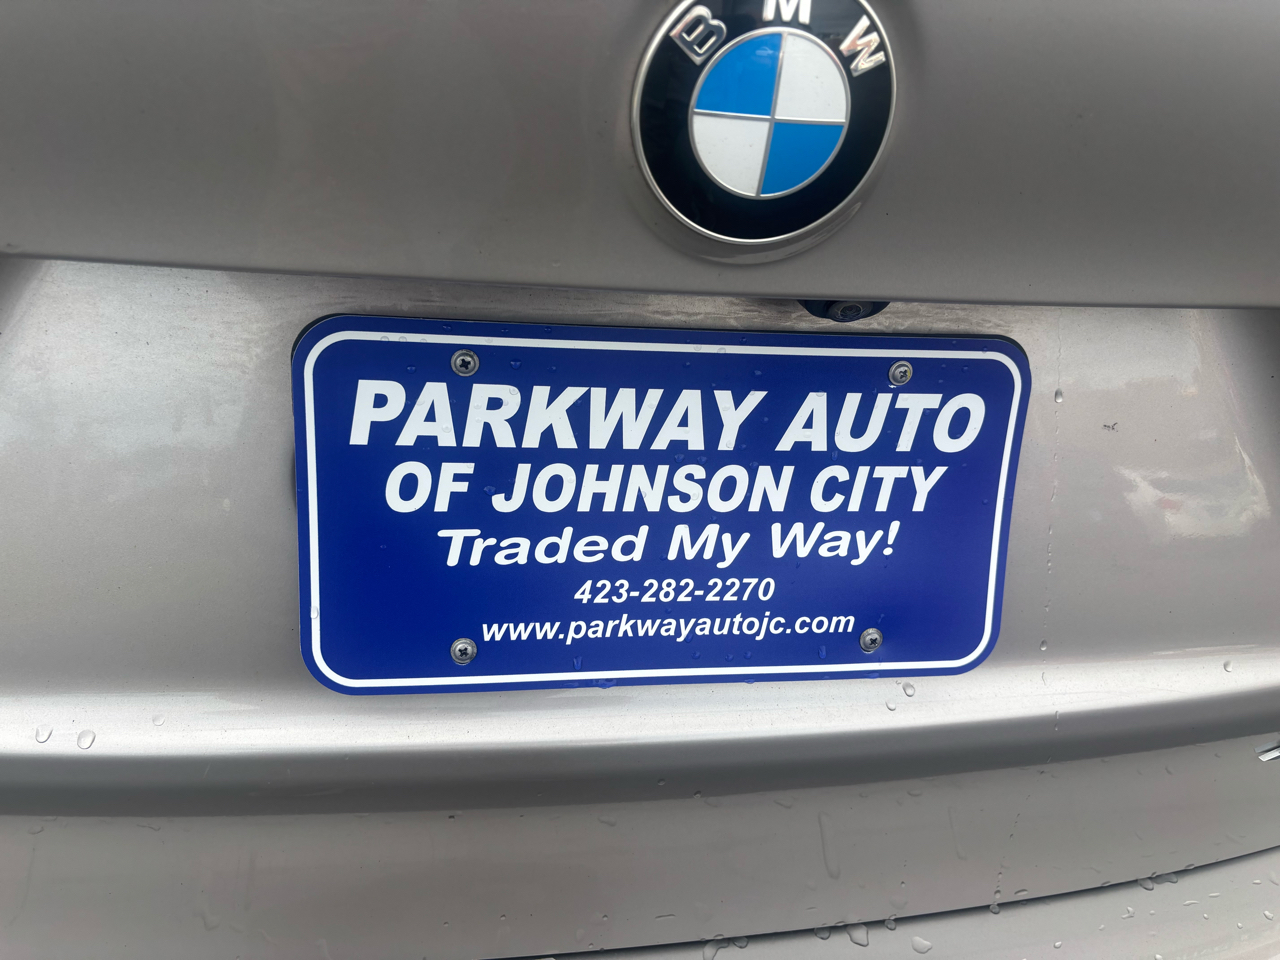 BMW
PARKWAY AUTO
OF JOHNSON CITY
Traded My Way!
423-282-2270
www.parkwayautojc.com